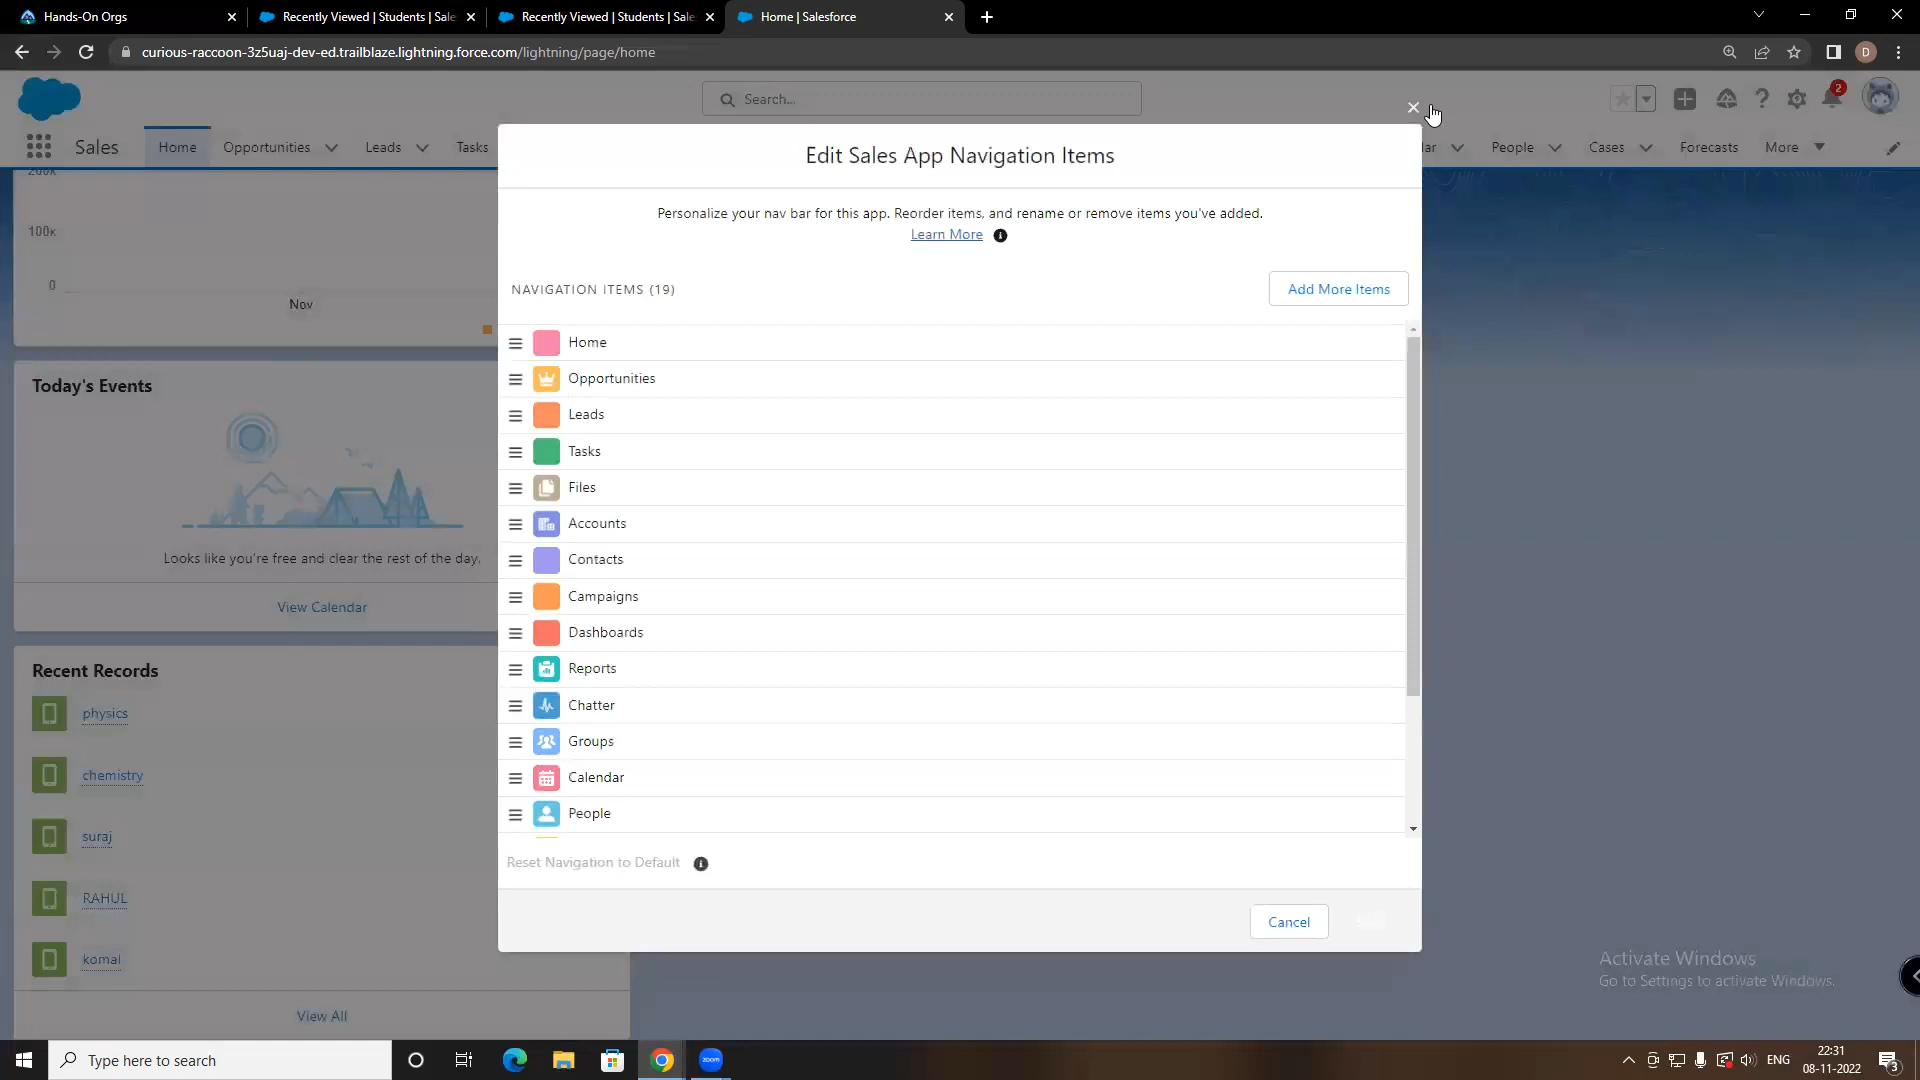 Hands-On Orgs
Recently Viewed | Students | Sale
Recently Viewed | Students | Sale
Home | Salesforce
curious-raccoon-3z5uaj-dev-ed.trailblaze.lightning.force.com/lightning/page/home
D
Search...
2
Sales
Home
Opportunities
Leads
Tasks
People
Cases
Forecasts
More
Edit Sales App Navigation Items
Personalize your nav bar for this app. Reorder items, and rename or remove items you've added.
Learn More
NAVIGATION ITEMS (19)
Add More Items
200k
100k
0
Nov
Home
Opportunities
Leads
Tasks
Files
Accounts
Contacts
Campaigns
Dashboards
Reports
Chatter
Groups
Calendar
People
Today's Events
Looks like you're free and clear the rest of the day.
View Calendar
Recent Records
physics
chemistry
suraj
RAHUL
komal
View All
Reset Navigation to Default
Cancel
Activate Windows
Go to Settings to activate Windows.
Type here to search
zoom
ENG
22:31
08-11-2022
3